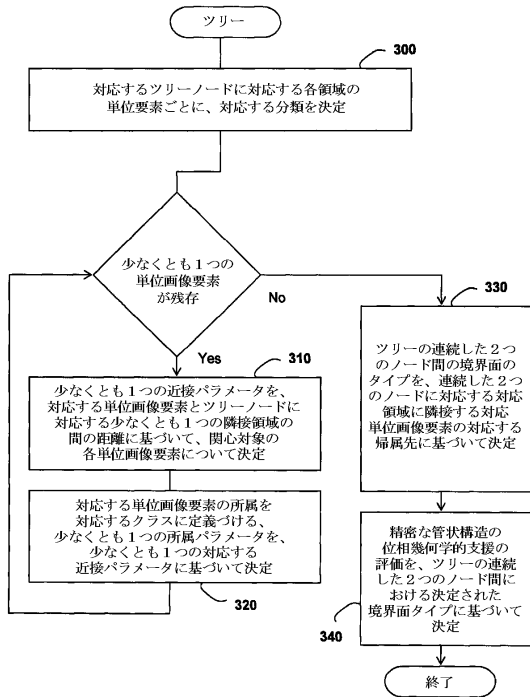 ツリー
300
対応するツリーノードに対応する各領域の
単位要素ごとに、対応する分類を決定
少なくとも１つの
単位画像要素
が残存
No
Yes
310
少なくとも１つの近接パラメータを、
対応する単位画像要素とツリーノードに
対応する少なくとも１つの隣接領域の
間の距離に基づいて、関心対象の
各単位画像要素について決定
対応する単位画像要素の所属を
対応するクラスに定義づける、
少なくとも１つの所属パラメータを、
少なくとも１つの対応する
近接パラメータに基づいて決定
320
330
ツリーの連続した２つ
のノード間の境界面の
タイプを、連続した２つ
のノードに対応する対応
領域に隣接する対応
単位画像要素の対応する
帰属先に基づいて決定
精密な管状構造の
位相幾何学的支援の
評価を、ツリーの連続
した２つのノード間に
おける決定された
境界面タイプに基づいて
決定
340
終了